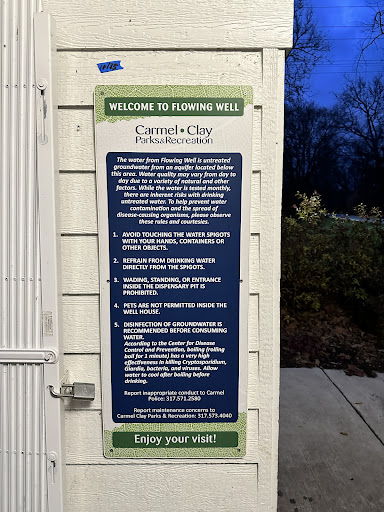 WELCOME TO FLOWING WELL
Carmel • Clay
Parks&Recreation
The water from Flowing Well is untreated
groundwater from an aquifer located below
this area. Water quality may vary from day to
day due to a variety of natural and other
factors. While the water is tested monthly,
there are inherent risks with drinking
untreated water. To help prevent water
contamination and the spread of
disease-causing organisms, please observe
these rules and courtesies.
1. AVOID TOUCHING THE WATER SPIGOTS
WITH YOUR HANDS, CONTAINERS OR
OTHER OBJECTS.
2. REFRAIN FROM DRINKING WATER
DIRECTLY FROM THE SPIGOTS.
3. WADING, STANDING, OR ENTRANCE
INSIDE THE DISPENSARY PIT IS
PROHIBITED.
4. PETS ARE NOT PERMITTED INSIDE THE
WELL HOUSE.
5. DISINFECTION OF GROUNDWATER IS
RECOMMENDED BEFORE CONSUMING
WATER.
According to the Center for Disease
Control and Prevention, boiling (rolling
boil for 1 minute) has a very high
effectiveness in killing Cryptosporidium,
Giardia, bacteria, and viruses. Allow
water to cool after boiling before
drinking.
Report inappropriate conduct to Carmel
Police: 317.571.2580
Report maintenance concerns to
Carmel Clay Parks & Recreation: 317.573.4040
Enjoy your visit!